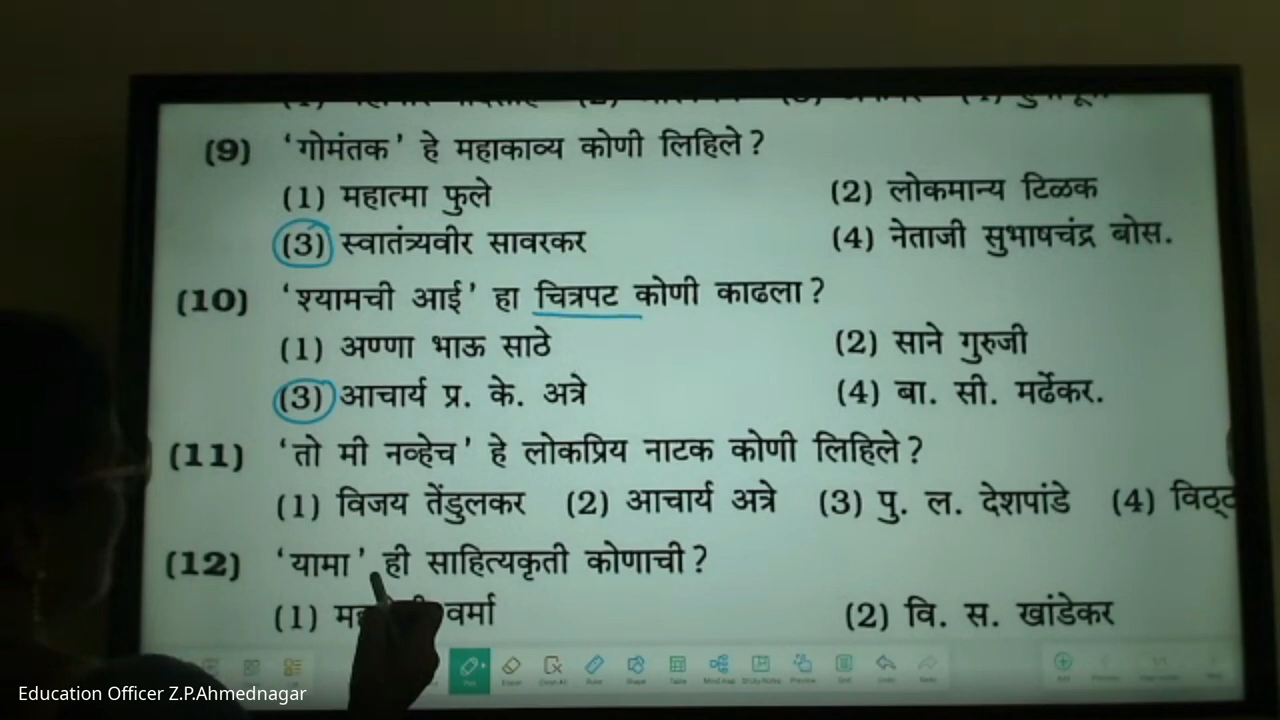 (9) ‘गोमंतक’ हे महाकाव्य कोणी लिहिले ?
(1) महात्मा फुले (2) लोकमान्य टिळक
(3) स्वातंत्र्यवीर सावरकर (4) नेताजी सुभाषचंद्र बोस.
(10) ‘श्यामची आई’ हा चित्रपट कोणी काढला ?
(1) अण्णा भाऊ साठे (2) साने गुरुजी
(3) आचार्य प्र. के. अत्रे (4) बा. सी. मर्ढेकर.
(11) ‘तो मी नव्हेच’ हे लोकप्रिय नाटक कोणी लिहिले ?
(1) विजय तेंडुलकर (2) आचार्य अत्रे (3) पु. ल. देशपांडे (4)
(12) ‘यामा’ ही साहित्यकृती कोणाची ?
(1) वर्मा (2) वि. स. खांडेकर
Education Officer Z.P.Ahmednagar